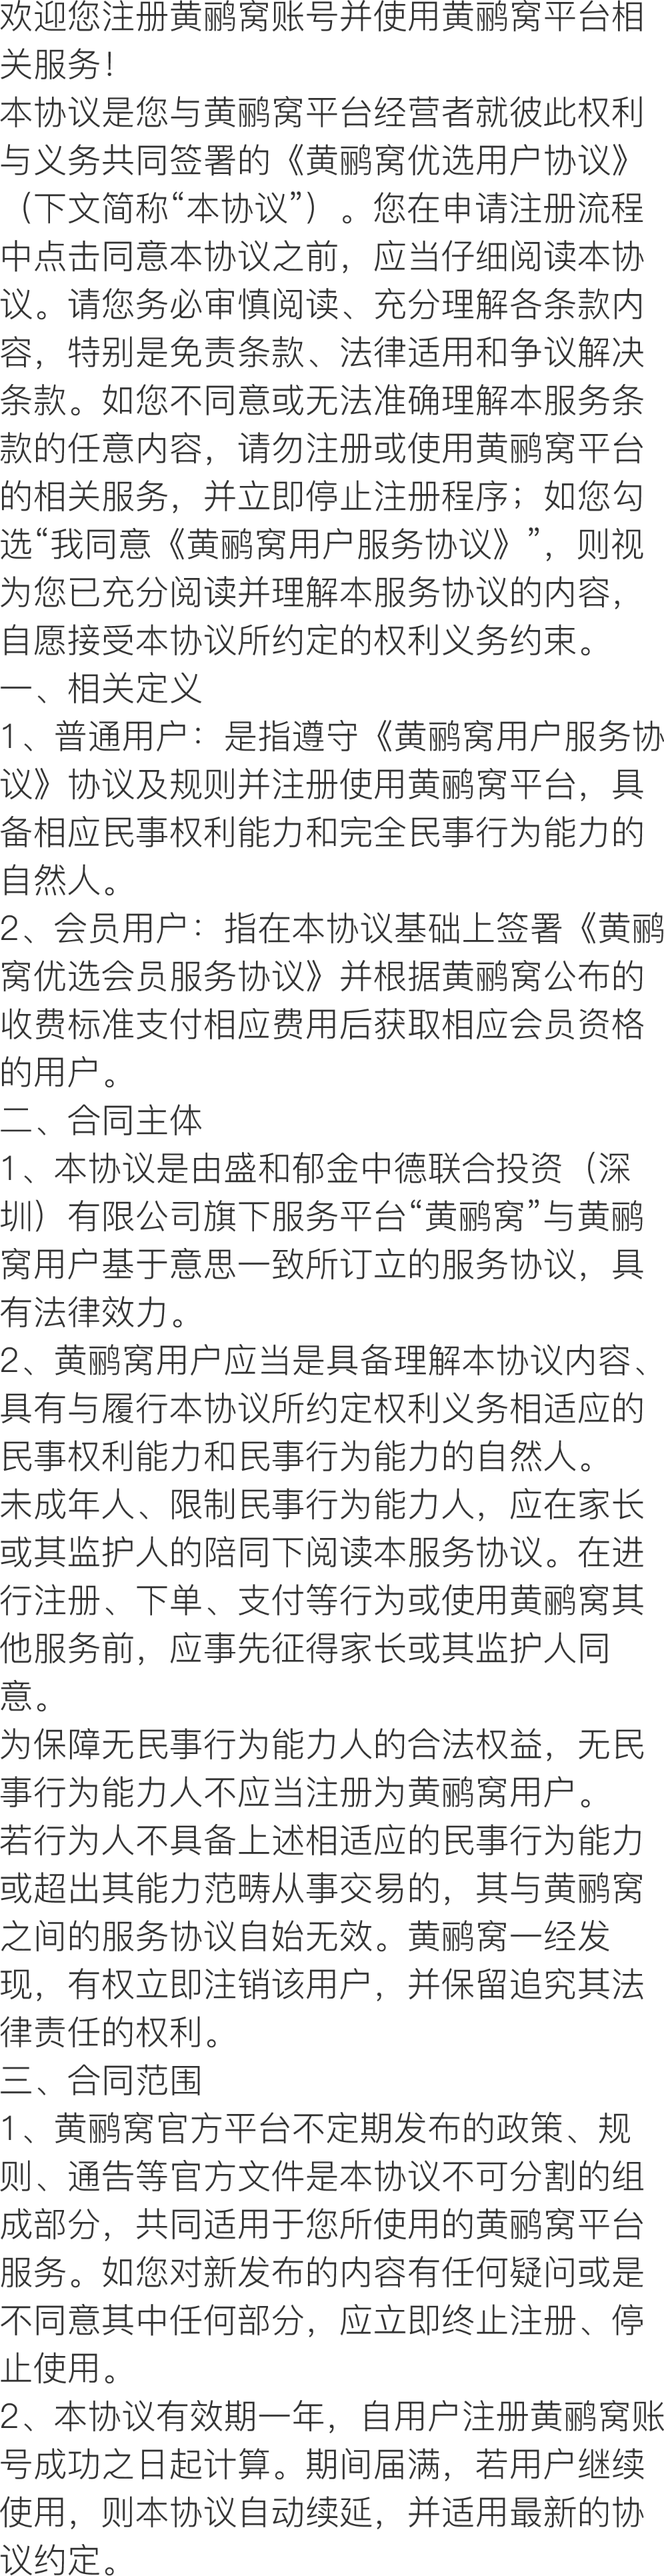 欢迎您注册黄鹂窝账号并使用黄鹂窝平台相
关服务！
本协议是您与黄鹂窝平台经营者就彼此权利
与义务共同签署的《黄鹂窝优选用户协议》
（下文简称“本协议”）。您在申请注册流程
中点击同意本协议之前，应当仔细阅读本协
议。请您务必审慎阅读、充分理解各条款内
容，特别是免责条款、法律适用和争议解决
条款。如您不同意或无法准确理解本服务条
款的任意内容，请勿注册或使用黄鹂窝平台
的相关服务，并立即停止注册程序；如您勾
选“我同意《黄鹂窝用户服务协议》”，则视
为您已充分阅读并理解本服务协议的内容，
自愿接受本协议所约定的权利义务约束。
一、相关定义
1、普通用户：是指遵守《黄鹂窝用户服务协
议》协议及规则并注册使用黄鹂窝平台，具
备相应民事权利能力和完全民事行为能力的
自然人。
2、会员用户：指在本协议基础上签署《黄鹂
窝优选会员服务协议》并根据黄鹂窝公布的
收费标准支付相应费用后获取相应会员资格
的用户。
二、合同主体
1、本协议是由盛和郁金中德联合投资（深
圳）有限公司旗下服务平台“黄鹂窝”与黄鹂
窝用户基于意思一致所订立的服务协议，具
有法律效力。
2、黄鹂窝用户应当是具备理解本协议内容、
具有与履行本协议所约定权利义务相适应的
民事权利能力和民事行为能力的自然人。
未成年人、限制民事行为能力人，应在家长
或其监护人的陪同下阅读本服务协议。在进
行注册、下单、支付等行为或使用黄鹂窝其
他服务前，应事先征得家长或其监护人同
意。
为保障无民事行为能力人的合法权益，无民
事行为能力人不应当注册为黄鹂窝用户。
若行为人不具备上述相适应的民事行为能力
或超出其能力范畴从事交易的，其与黄鹂窝
之间的服务协议自始无效。黄鹂窝一经发
现，有权立即注销该用户，并保留追究其法
律责任的权利。
三、合同范围
1、黄鹂窝官方平台不定期发布的政策、规
则、通告等官方文件是本协议不可分割的组
成部分，共同适用于您所使用的黄鹂窝平台
服务。如您对新发布的内容有任何疑问或是
不同意其中任何部分，应立即终止注册、停
止使用。
2、本协议有效期一年，自用户注册黄鹂窝账
号成功之日起计算。期间届满，若用户继续
使用，则本协议自动续延，并适用最新的协
议约定。